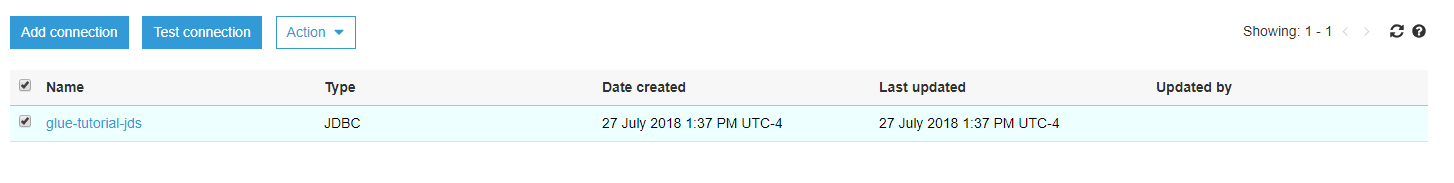 Add connection Test connection Action Showing: 1 - 1
Name Type Date created Last updated Updated by
glue-tutorial-jds JDBC 27 July 2018 1:37 PM UTC-4 27 July 2018 1:37 PM UTC-4